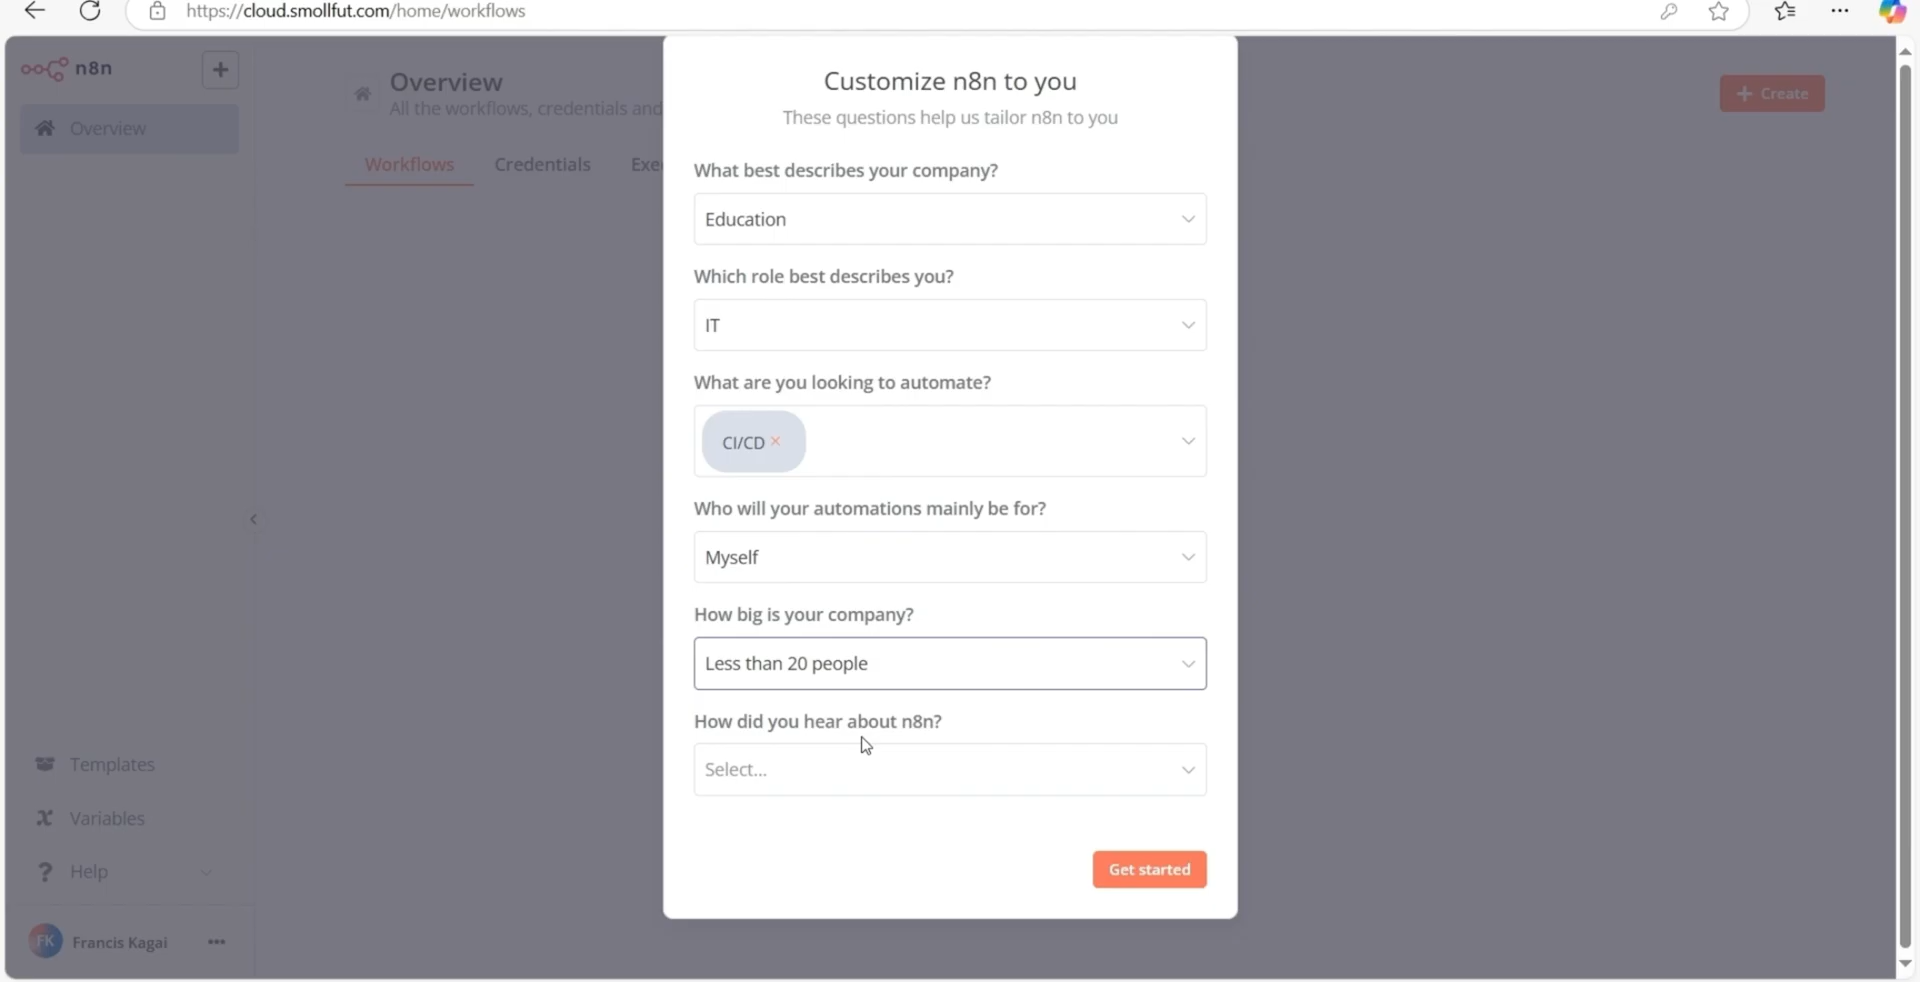 https://cloud.smollfut.com/home/workflows
n8n
Overview
Overview
All the workflows, credentials and
Create
Workflows
Credentials
Exe
Templates
Variables
Help
FK
Francis Kagai
Customize n8n to you
These questions help us tailor n8n to you
What best describes your company?
Education
Which role best describes you?
IT
What are you looking to automate?
CI/CD
Who will your automations mainly be for?
Myself
How big is your company?
Less than 20 people
How did you hear about n8n?
Select...
Get started